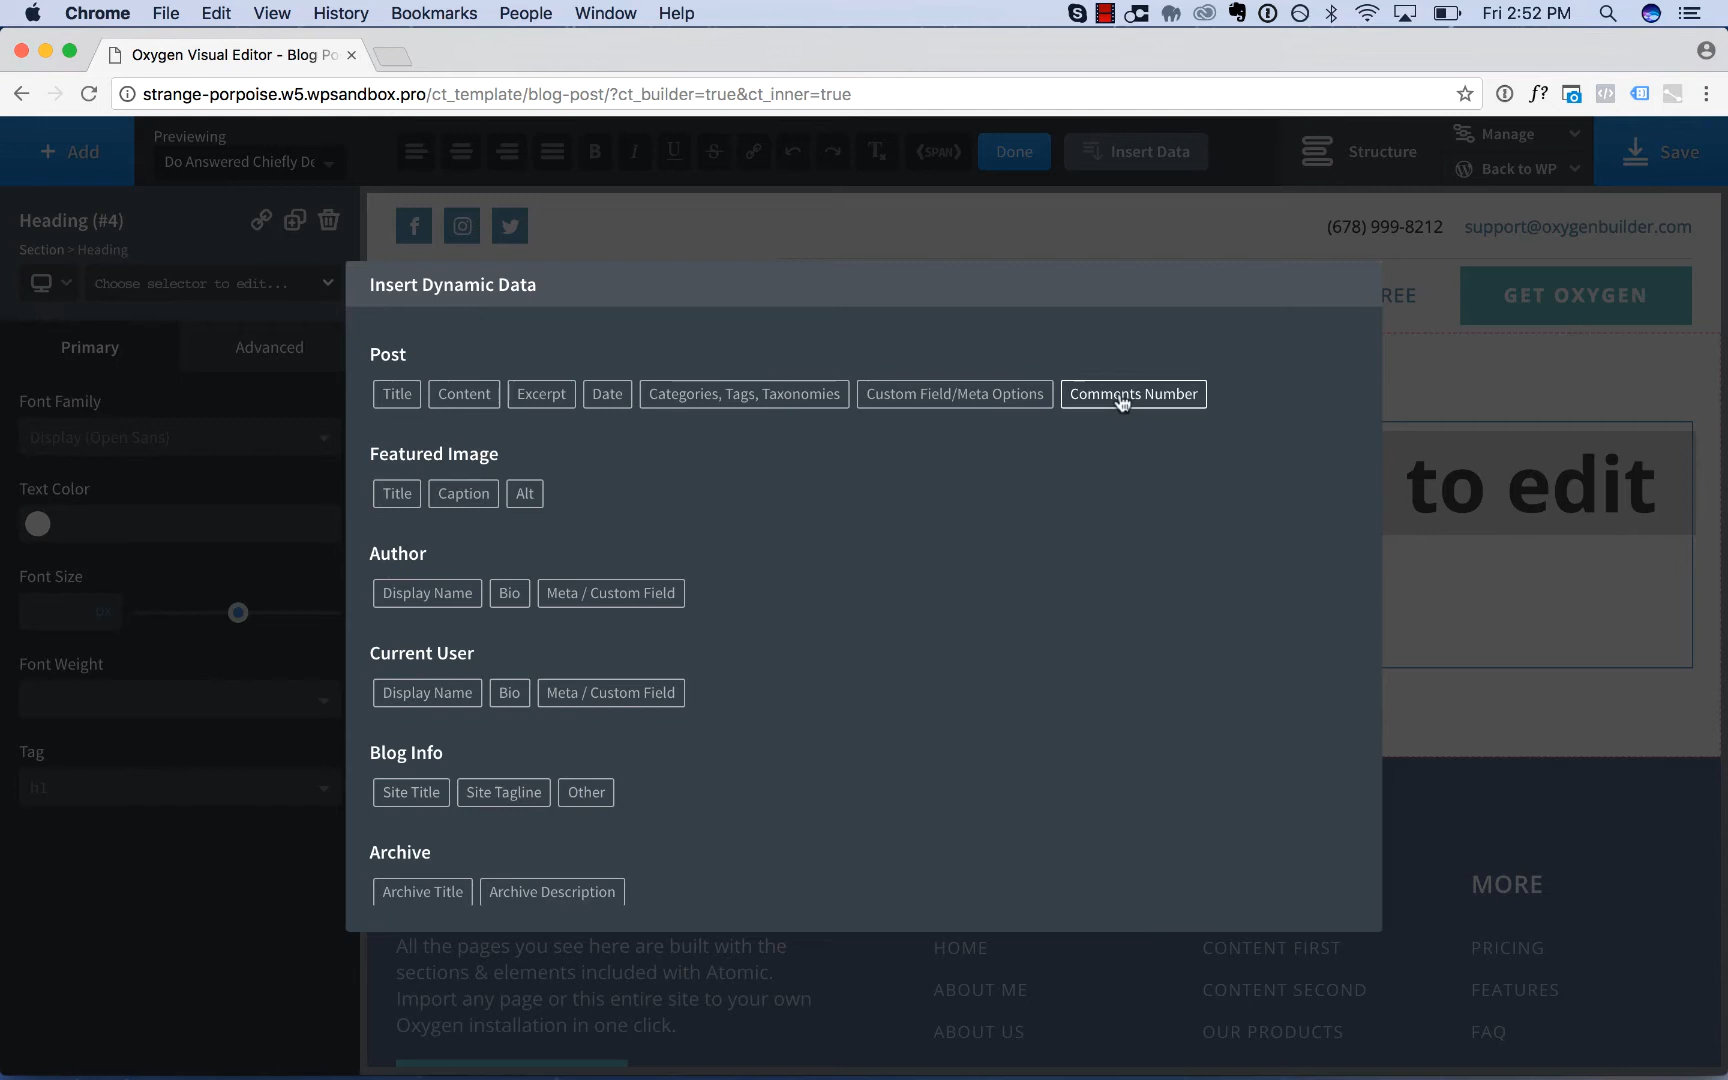 Chrome File Edit View History Bookmarks People Window Help Fri 2:52 PM
Oxygen Visual Editor - Blog Po
strange-porpoise.w5.wpsandbox.pro/ct_template/blog-post/?ct_builder=true&ct_inner=true
f?
+ Add
Previewing
Do Answered Chiefly De
B I U S <SPAN> Done Insert Data
Structure
Manage
Back to WP
Save
Heading (#4)
Section > Heading
Choose selector to edit...
Primary Advanced
Font Family
Display (Open Sans)
Text Color
Font Size
px
Font Weight
Tag
h1
(678) 999-8212 support@oxygenbuilder.com
REE GET OXYGEN
to edit
Insert Dynamic Data
Post
Title Content Excerpt Date Categories, Tags, Taxonomies Custom Field/Meta Options Comments Number
Featured Image
Title Caption Alt
Author
Display Name Bio Meta / Custom Field
Current User
Display Name Bio Meta / Custom Field
Blog Info
Site Title Site Tagline Other
Archive
Archive Title Archive Description
All the pages you see here are built with the
sections & elements included with Atomic.
Import any page or this entire site to your own
Oxygen installation in one click.
HOME
ABOUT ME
ABOUT US
CONTENT FIRST
CONTENT SECOND
OUR PRODUCTS
MORE
PRICING
FEATURES
FAQ